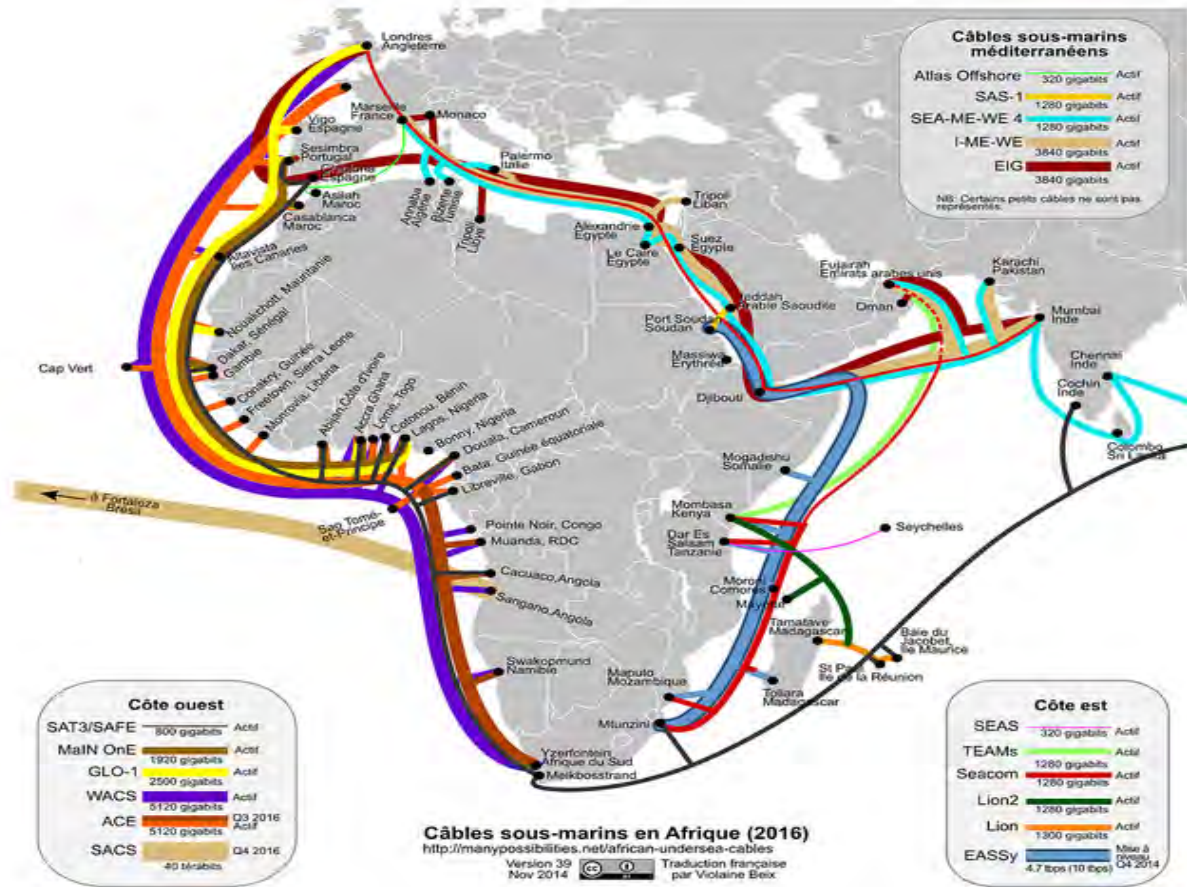 Londres
Angleterre
Marseille
France
Monaco
Vigo
Espagne
Sesimbra
Portugal
Espagne
Asilah
Maroc
Casablanca
Maroc
Annaba
Algérie
Bizerte
Tunisie
Palermo
Italie
Tripoli
Libye
Tripoli
Liban
Alexandrie
Egypte
Le Caire
Egypte
Suez
Egypte
Altavista
Iles Canaries
Nouakchott, Mauritanie
Dakar, Sénégal
Gambie
Cap Vert
Conakry, Guinée
Freetown, Sierra Leone
Monrovia, Libéria
Abijan,Côte d'Ivoire
Accra,Ghana
Lomé, Togo
Cotonou, Bénin
Lagos, Nigeria
Bonny, Nigeria
Douala, Cameroun
Bata, Guinée équatoriale
Libreville, Gabon
à Fortaloza
Brésil
Sao Tomé-
et-Principe
Pointe Noir, Congo
Muanda, RDC
Cacuaco,Angola
Sangano,Angola
Swakopmund
Namibie
Yzerfontein
Afrique du Sud
Melkbosstrand
Jeddah
Arabie Saoudite
Port Souda
Soudan
Massiwa
Erythrée
Djibouti
Fujairah
Emirats arabes unis
Oman
Karachi
Pakistan
Mumbai
Inde
Chennai
Inde
Cochin
Inde
Colombo
Sri Lanka
Mogadishu
Somalie
Mombasa
Kenya
Dar Es
Salaam
Tanzanie
Seychelles
Moroni
Comores
Mayotte
Tamatave
Madagascar
Baie du
Jacobet,
Ile Maurice
St Paul
Ile de la Réunion
Maputo
Mozambique
Toliara
Madagascar
Mtunzini
Câbles sous-marins
méditerranéens
Atlas Offshore
320 gigabits
Actif
SAS-1
1280 gigabits
Actif
SEA-ME-WE 4
1280 gigabits
Actif
I-ME-WE
3840 gigabits
Actif
EIG
3840 gigabits
Actif
NB: Certains petits câbles ne sont pas
représentés.
Côte ouest
SAT3/SAFE
800 gigabits
Actif
MaIN OnE
1920 gigabits
Actif
GLO-1
2500 gigabits
Actif
WACS
5120 gigabits
Actif
ACE
5120 gigabits
Q3 2016
Actif
SACS
40 térabits
Q4 2016
Côte est
SEAS
320 gigabits
Actif
TEAMs
1280 gigabits
Actif
Seacom
1280 gigabits
Actif
Lion2
1280 gigabits
Actif
Lion
1300 gigabits
Actif
EASSy
4.7 tbps (10 tbps)
Mise à
niveau
Q4 2014
Câbles sous-marins en Afrique (2016)
http://manypossibilities.net/african-undersea-cables
Version 39
Nov 2014
Traduction française
par Violaine Beix